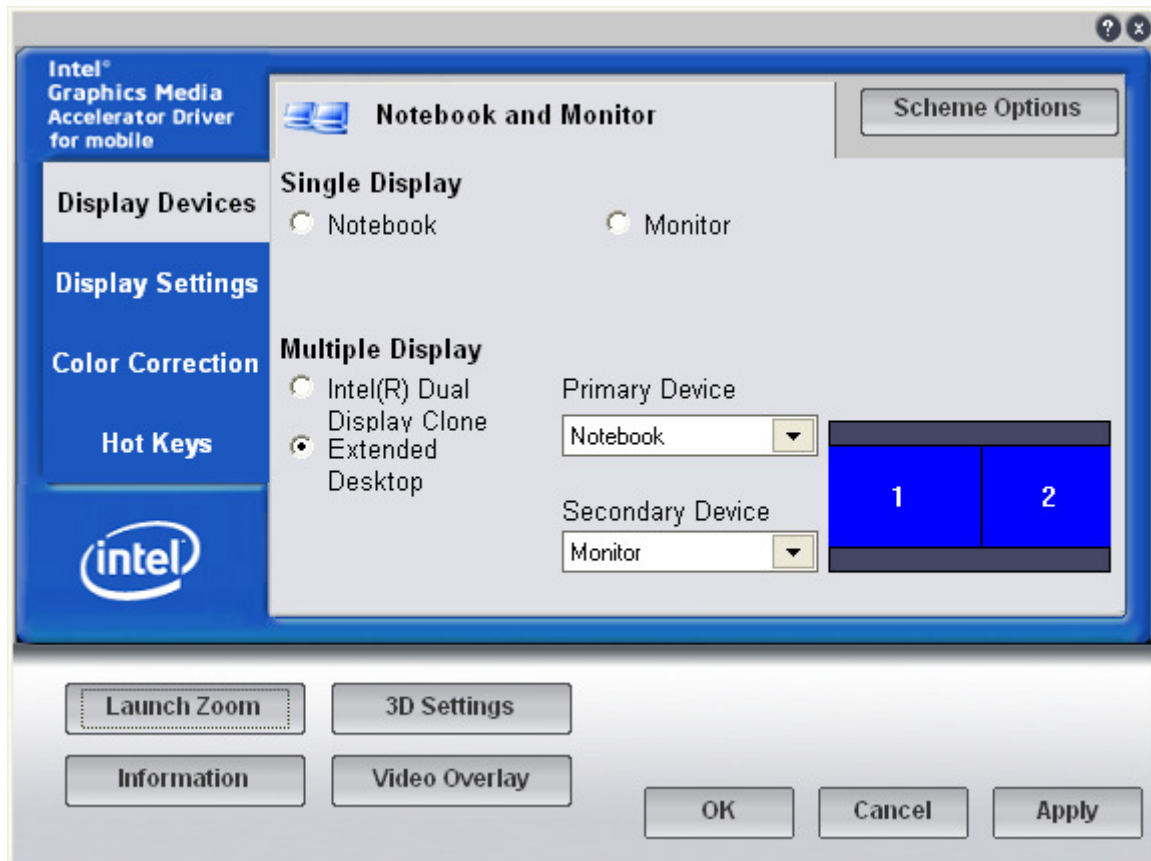 Intel®
Graphics Media
Accelerator Driver
for mobile
Notebook and Monitor
Scheme Options
Display Devices
Display Settings
Color Correction
Hot Keys
intel
Single Display
Notebook
Monitor
Multiple Display
Intel(R) Dual
Display Clone
Extended
Desktop
Primary Device
Notebook
Secondary Device
Monitor
1
2
Launch Zoom
3D Settings
Information
Video Overlay
OK
Cancel
Apply